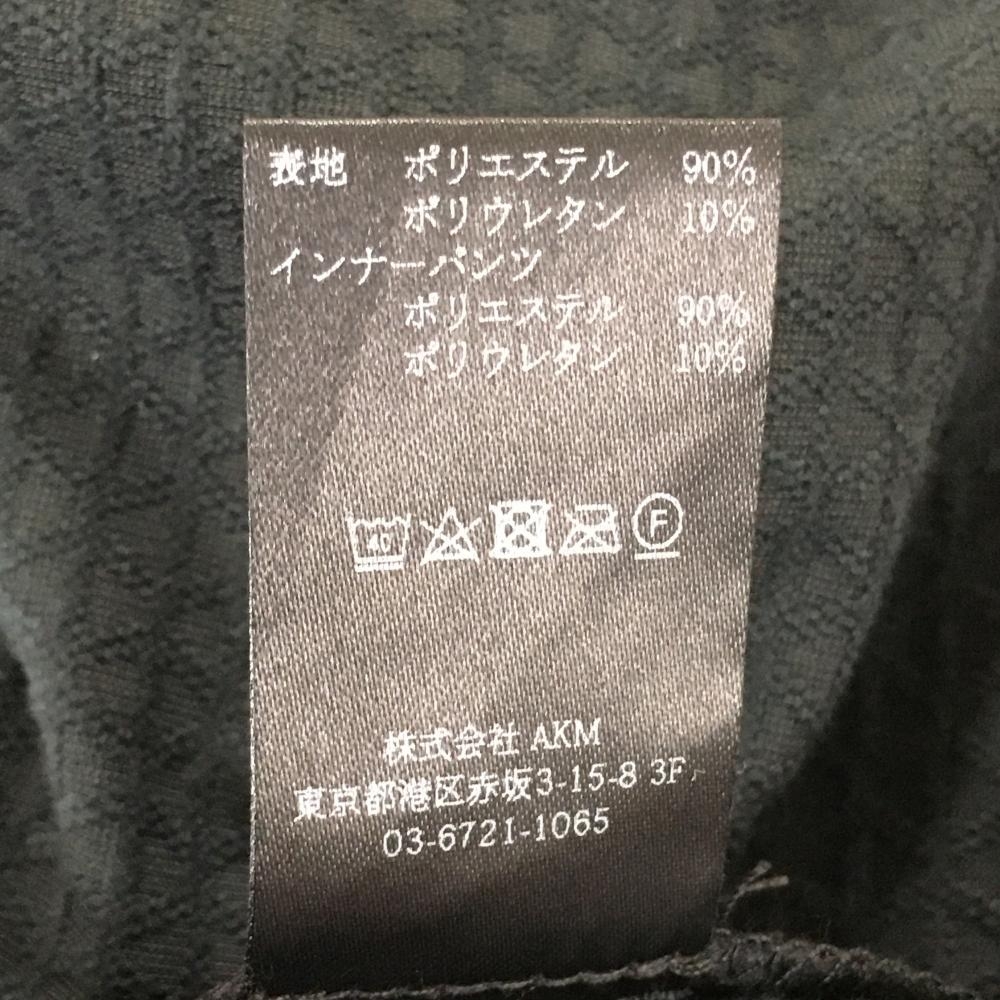 表地 ポリエステル 90%
ポリウレタン 10%
インナーパンツ
ポリエステル 90%
ポリウレタン 10%
40 F
株式会社 AKM
東京都港区赤坂3-15-8 3F
03-6721-1065